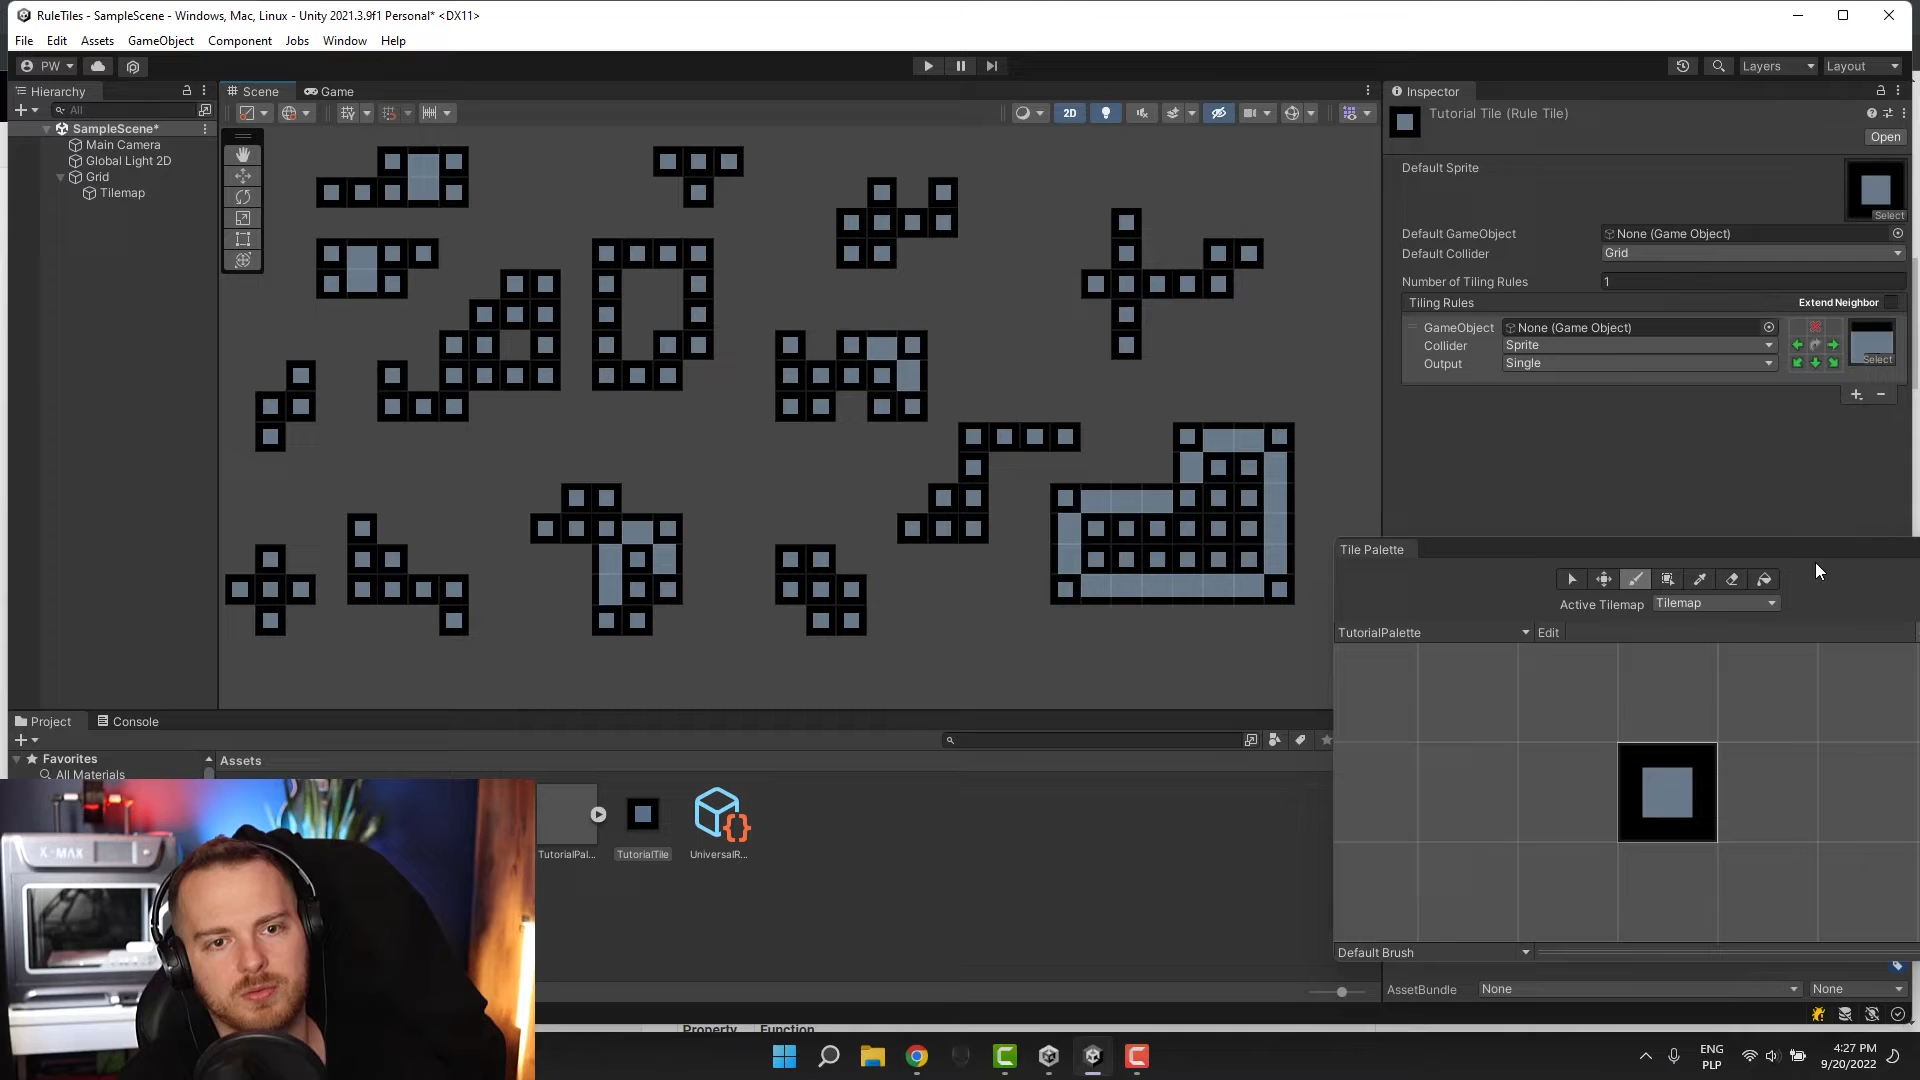 RuleTiles - SampleScene - Windows, Mac, Linux - Unity 2021.3.9f1 Personal* <DX11>
File Edit Assets GameObject Component Jobs Window Help
PW Layers Layout
Hierarchy Scene Game Inspector
All 2D
SampleScene*
Main Camera
Global Light 2D
Grid
Tilemap
Tutorial Tile (Rule Tile)
Open
Default Sprite
Select
Default GameObject None (Game Object)
Default Collider Grid
Number of Tiling Rules 1
Tiling Rules Extend Neighbor
GameObject None (Game Object)
Collider Sprite
Output Single
Select
Tile Palette
Active Tilemap Tilemap
TutorialPalette Edit
Default Brush
Project Console
Favorites Assets
All Materials
TutorialPal... TutorialTile UniversalR...
K-MAX
AssetBundle None None
Property Function
ENG
PLP
4:27 PM
9/20/2022